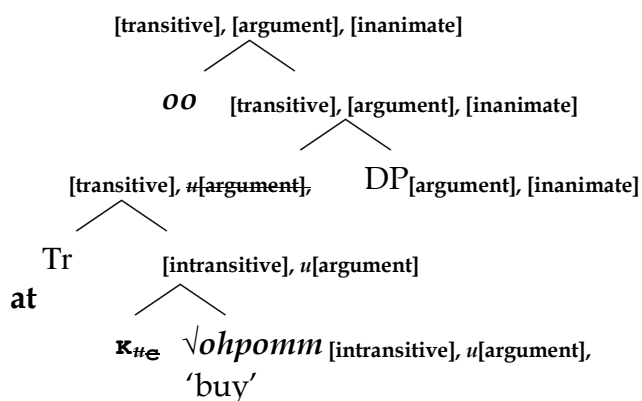 [transitive], [argument], [inanimate]
oo [transitive], [argument], [inanimate]
[transitive], u[argument], DP[argument], [inanimate]
Tr [intransitive], u[argument]
at
K#e √ohpomm [intransitive], u[argument],
‘buy’